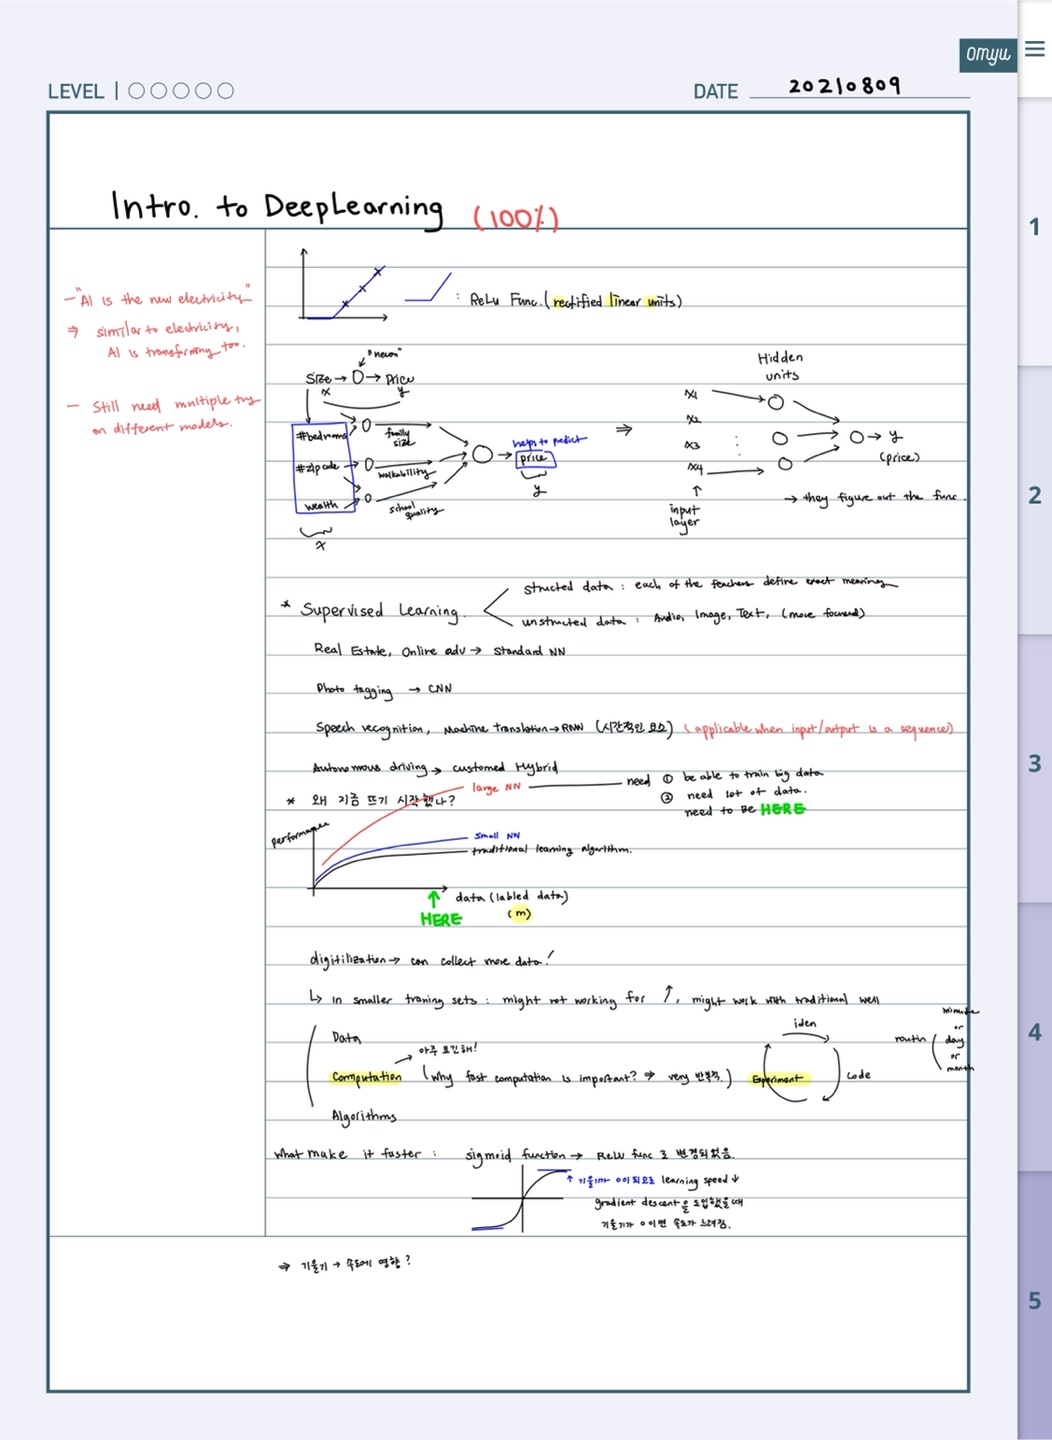 omyu
LEVEL
DATE 20210809
Intro. to DeepLearning (100%)
- "AI is the new electricity"
⇒ similar to electricity,
AI is transforming too.
- Still need multiple try
on different models.
: ReLu Func. (rectified linear units)
"neuron"
Size → O → Price
x y
#bedrooms
#zipcode
wealth
x
family size
walkability
school quality
helps to predict
price
y
⇒
Hidden
units
x1
x2
x3
x4
↑
input
layer
→ y
(price)
→ they figure out the func.
* Supervised Learning.
structed data : each of the feachers define exact meaning
unstructed data : Audio, Image, Text, (more focused)
Real Estate, Online adv → Standard NN
Photo tagging → CNN
Speech recognition, Machine Translation → RNN (시간적인 요소) (applicable when input/output is a sequence)
Autonomous driving → customed Hybrid
* 왜 지금 뜨기 시작했나?
large NN
need ① be able to train big data
② need lot of data.
need to Be HERE
performance
Small NN
traditional learning algorithm.
data (labled data)
(m)
↑
HERE
digitilization → can collect more data!
↳ In smaller traning sets : might not working for ↑, might work with traditional well
Data
→ 아주 요긴해!
Computation (Why fast computation is important? ⇒ very 반복적.)
Algorithms
iden
Code
Experiment
routin ( minute
or
day
or
month
What make it faster : sigmoid function → ReLU func 로 변경되었음.
↑ 기울기가 0이 되므로 learning speed ↓
gradient descent을 도입했을 때
기울기가 0이면 속도가 느려짐.
⇒ 기울기 → 속도에 영향?
1
2
3
4
5